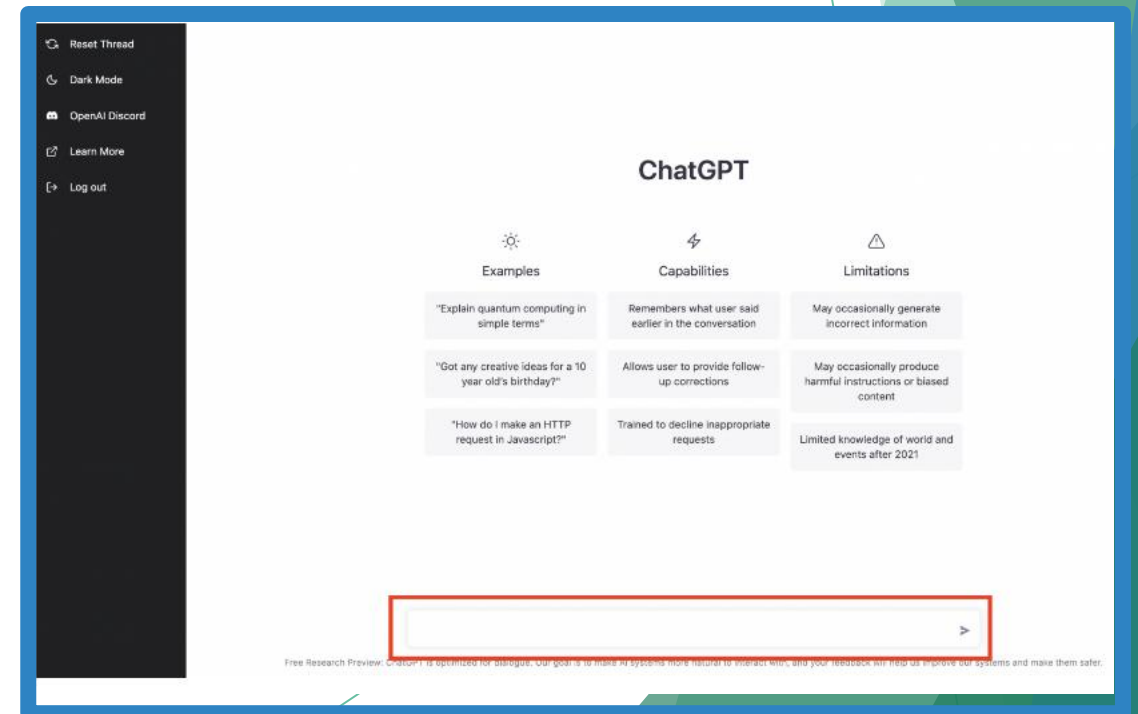 Reset Thread
Dark Mode
OpenAI Discord
Learn More
Log out
ChatGPT
Examples
"Explain quantum computing in
simple terms"
"Got any creative ideas for a 10
year old's birthday?"
"How do I make an HTTP
request in Javascript?"
Capabilities
Remembers what user said
earlier in the conversation
Allows user to provide follow-
up corrections
Trained to decline inappropriate
requests
Limitations
May occasionally generate
incorrect information
May occasionally produce
harmful instructions or biased
content
Limited knowledge of world and
events after 2021
Free Research Preview: ChatGPT is optimized for dialogue. Our goal is to make AI systems more natural to interact with, and your feedback will help us improve our systems and make them safer.